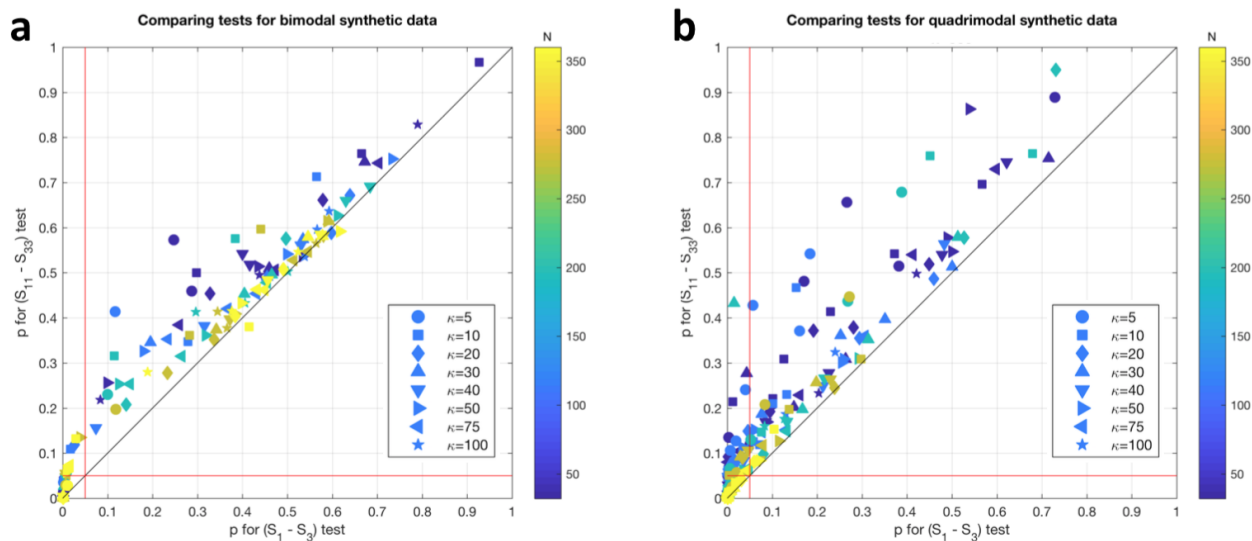 a
Comparing tests for bimodal synthetic data
N
1
0.9
0.8
0.7
0.6
0.5
0.4
0.3
0.2
0.1
0
p for (S₁₁ - S₃₃) test
0 0.1 0.2 0.3 0.4 0.5 0.6 0.7 0.8 0.9 1
p for (S₁ - S₃) test
κ=5
κ=10
κ=20
κ=30
κ=40
κ=50
κ=75
κ=100
350
300
250
200
150
100
50
b
Comparing tests for quadrimodal synthetic data
N
1
0.9
0.8
0.7
0.6
0.5
0.4
0.3
0.2
0.1
0
p for (S₁₁ - S₃₃) test
0 0.1 0.2 0.3 0.4 0.5 0.6 0.7 0.8 0.9 1
p for (S₁ - S₃) test
κ=5
κ=10
κ=20
κ=30
κ=40
κ=50
κ=75
κ=100
350
300
250
200
150
100
50